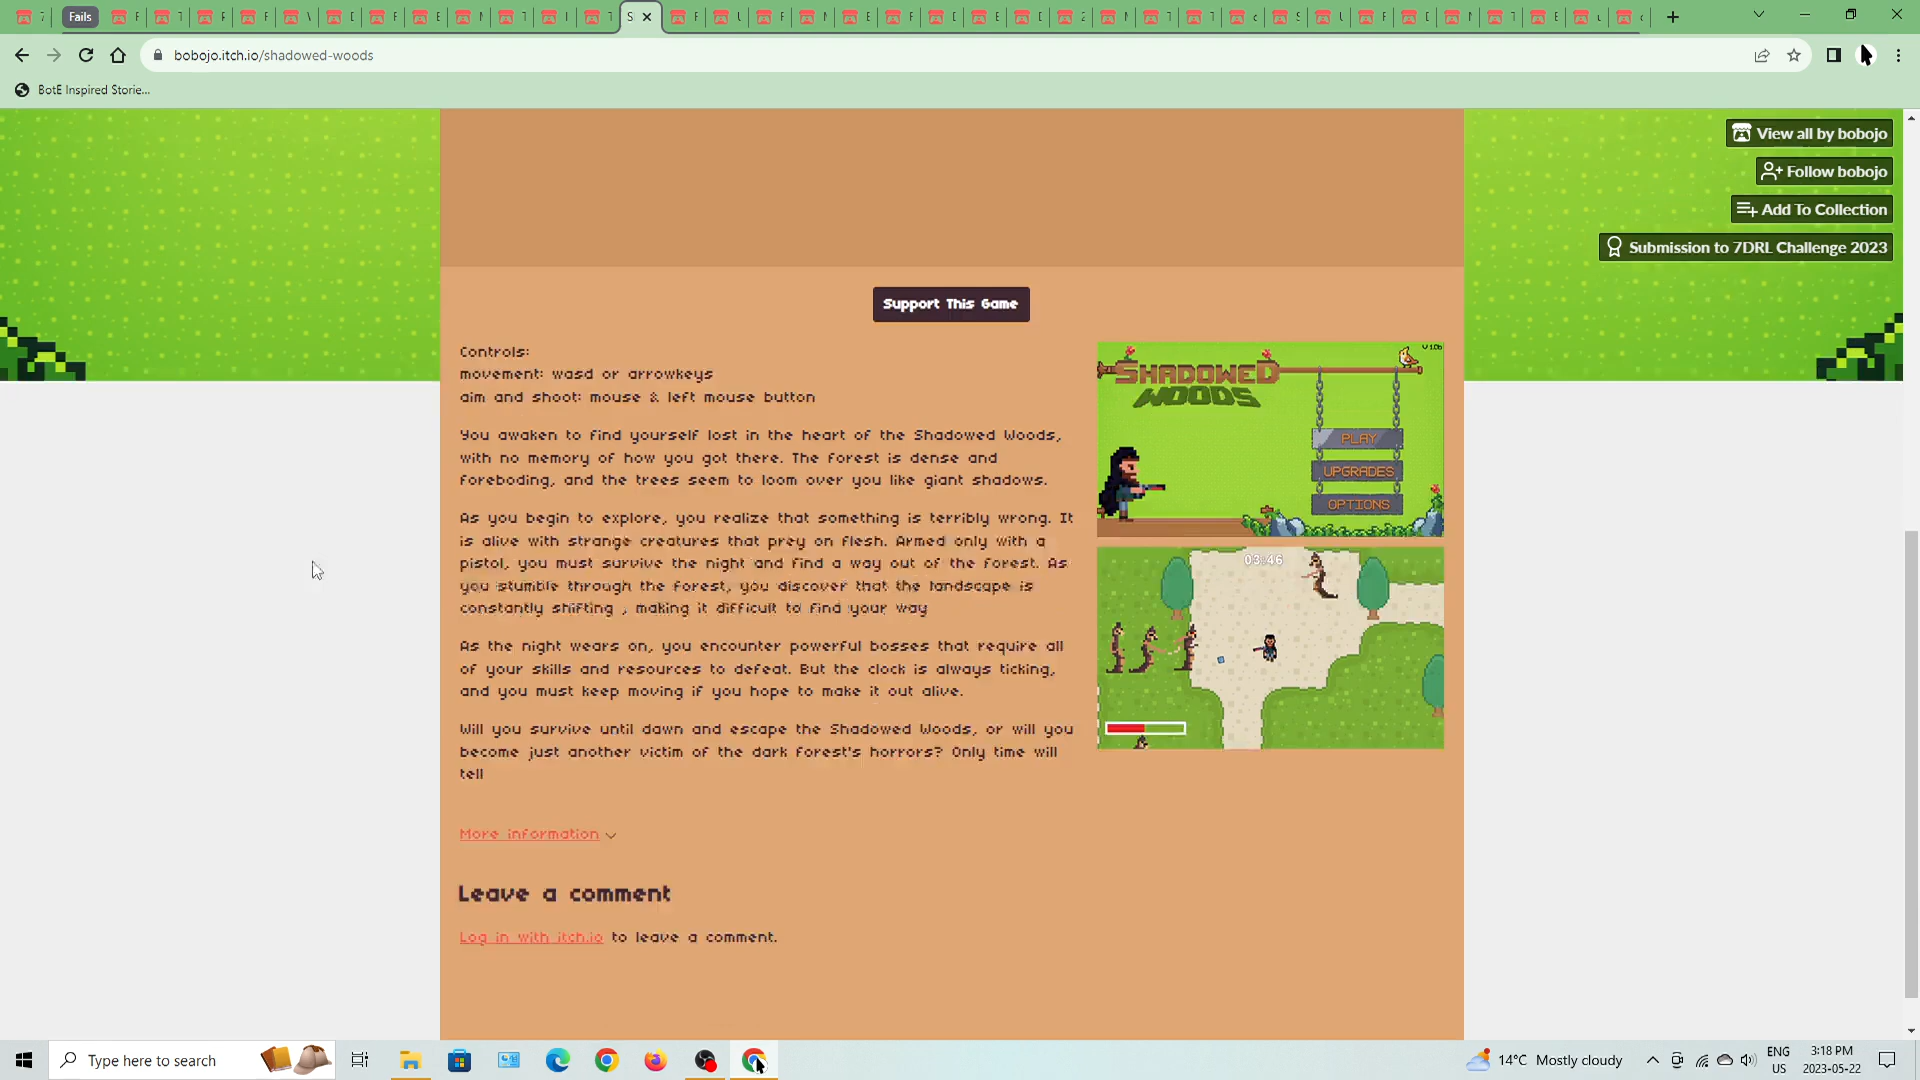 Fails
bobojo.itch.io/shadowed-woods
BotE Inspired Storie...
View all by bobojo
Follow bobojo
Add To Collection
Submission to 7DRL Challenge 2023
Support This Game
Controls:
movement: wasd or arrowkeys
aim and shoot: mouse & left mouse button
You awaken to find yourself lost in the heart of the Shadowed Woods,
with no memory of how you got there. The forest is dense and
foreboding, and the trees seem to loom over you like giant shadows.
As you begin to explore, you realize that something is terribly wrong. It
is alive with strange creatures that prey on flesh. Armed only with a
pistol, you must survive the night and find a way out of the forest. As
you stumble through the forest, you discover that the landscape is
constantly shifting , making it difficult to find your way
As the night wears on, you encounter powerful bosses that require all
of your skills and resources to defeat. But the clock is always ticking,
and you must keep moving if you hope to make it out alive.
Will you survive until dawn and escape the Shadowed Woods, or will you
become just another victim of the dark forest's horrors? Only time will
tell
SHADOWED
WOODS
PLAY
UPGRADES
OPTIONS
03:46
More information
Leave a comment
Log in with itch.io to leave a comment.
Type here to search
14°C Mostly cloudy
ENG
US
3:18 PM
2023-05-22